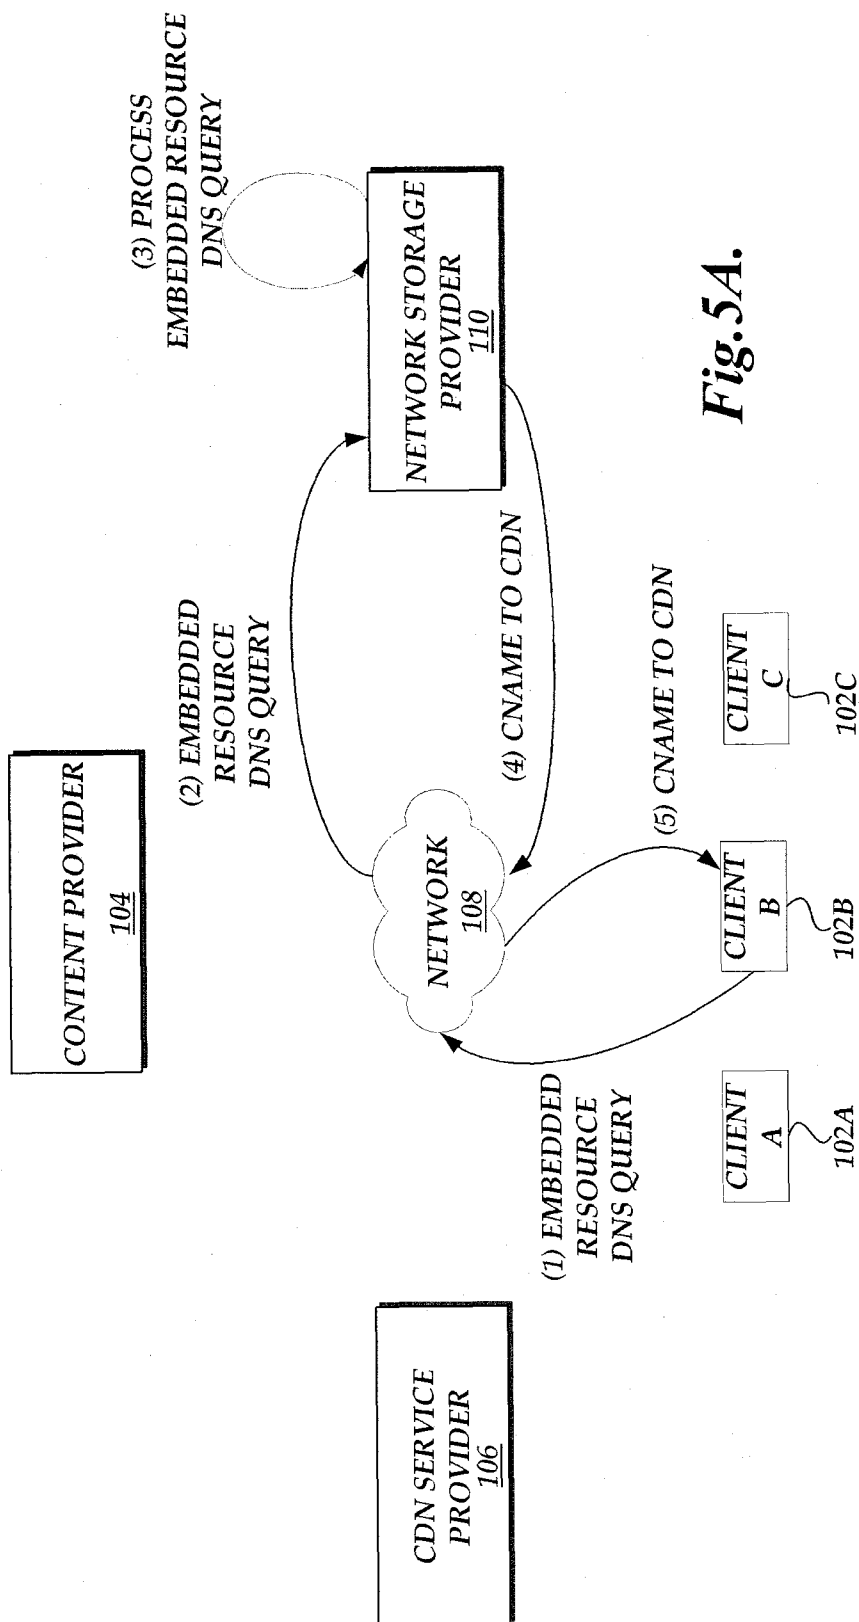 CONTENT PROVIDER
104
(3) PROCESS
EMBEDDED RESOURCE
DNS QUERY
(2) EMBEDDED
RESOURCE
DNS QUERY
CDN SERVICE
PROVIDER
106
NETWORK
108
NETWORK STORAGE
PROVIDER
110
(4) CNAME TO CDN
(1) EMBEDDED
RESOURCE
DNS QUERY
(5) CNAME TO CDN
CLIENT
A
102A
CLIENT
B
102B
CLIENT
C
102C
Fig.5A.